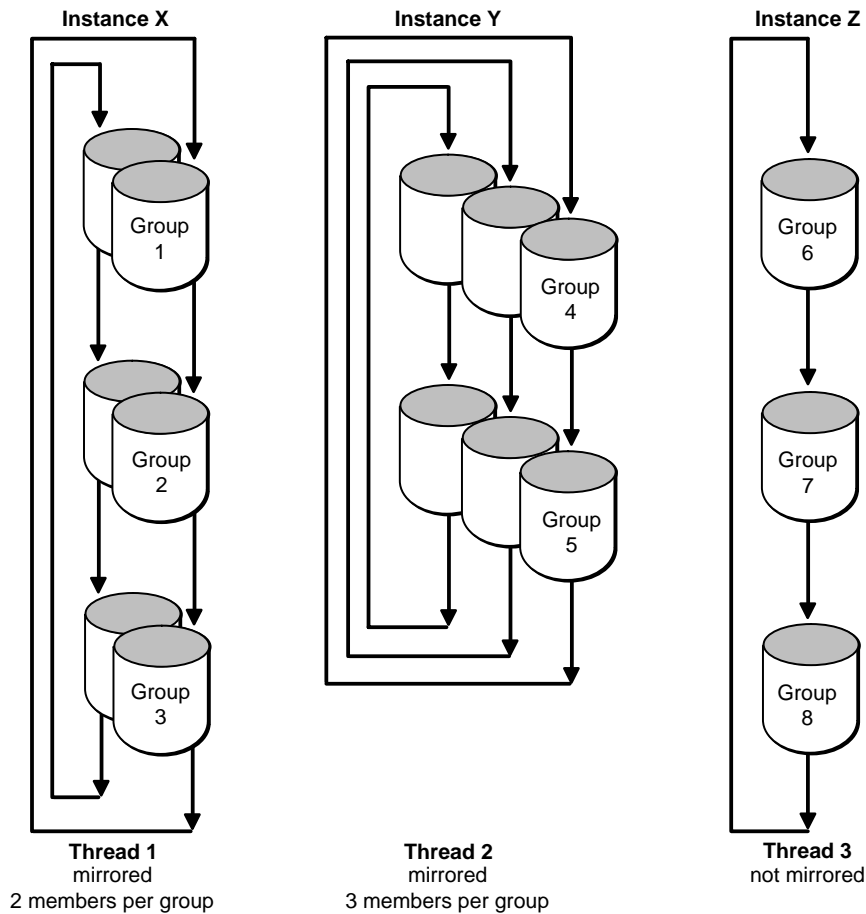 Instance X
Instance Y
Instance Z
Group
1
Group
2
Group
3
Group
4
Group
5
Group
6
Group
7
Group
8
Thread 1
mirrored
2 members per group
Thread 2
mirrored
3 members per group
Thread 3
not mirrored